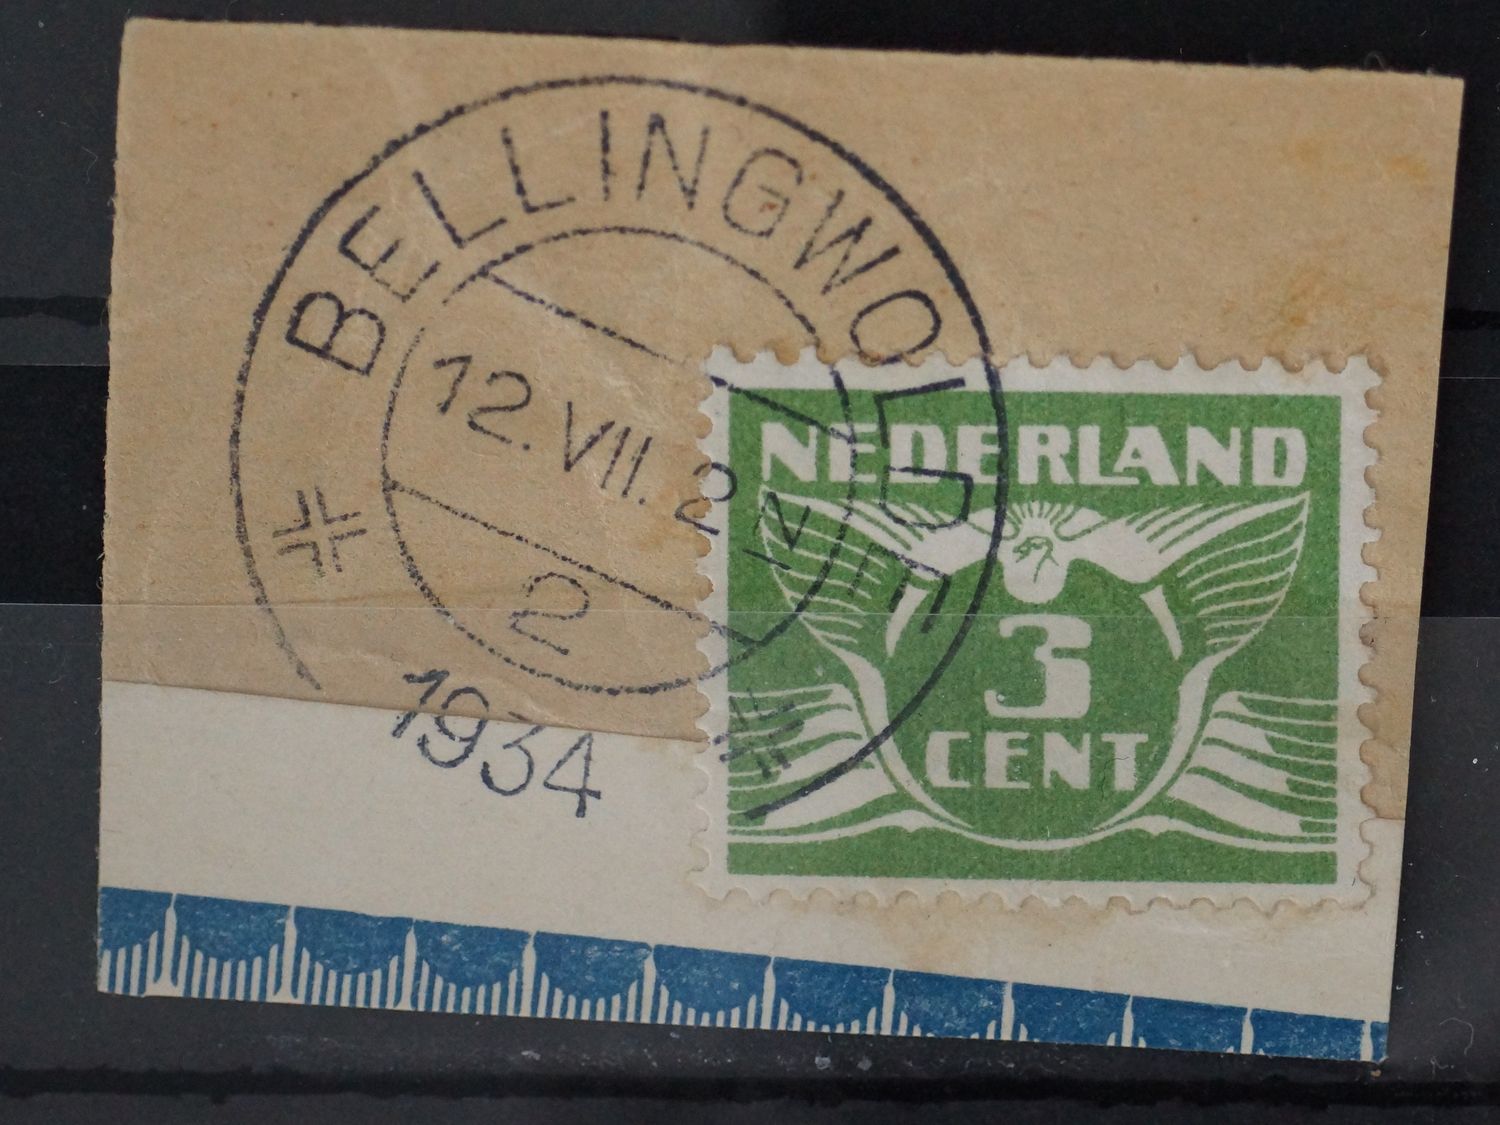 BELLINGWOLDE
12.VII.2 N
2
1934
NEDERLAND
3
CENT